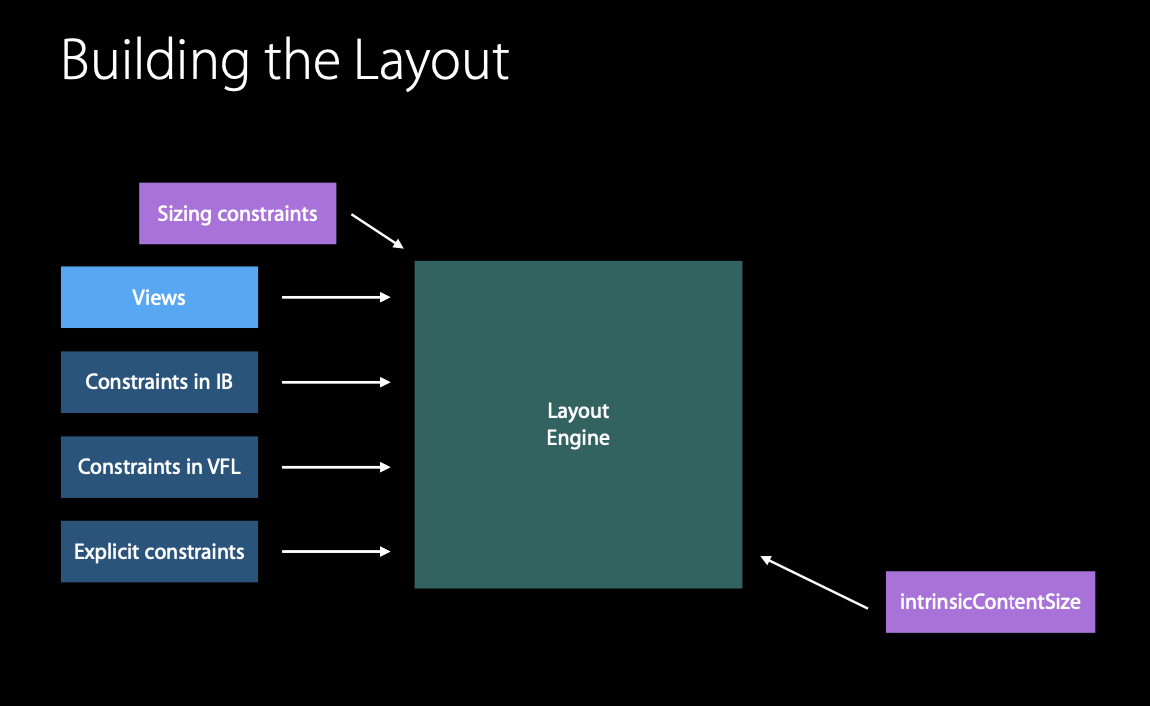 Building the Layout
Sizing constraints
Views
Constraints in IB
Constraints in VFL
Explicit constraints
Layout
Engine
intrinsicContentSize